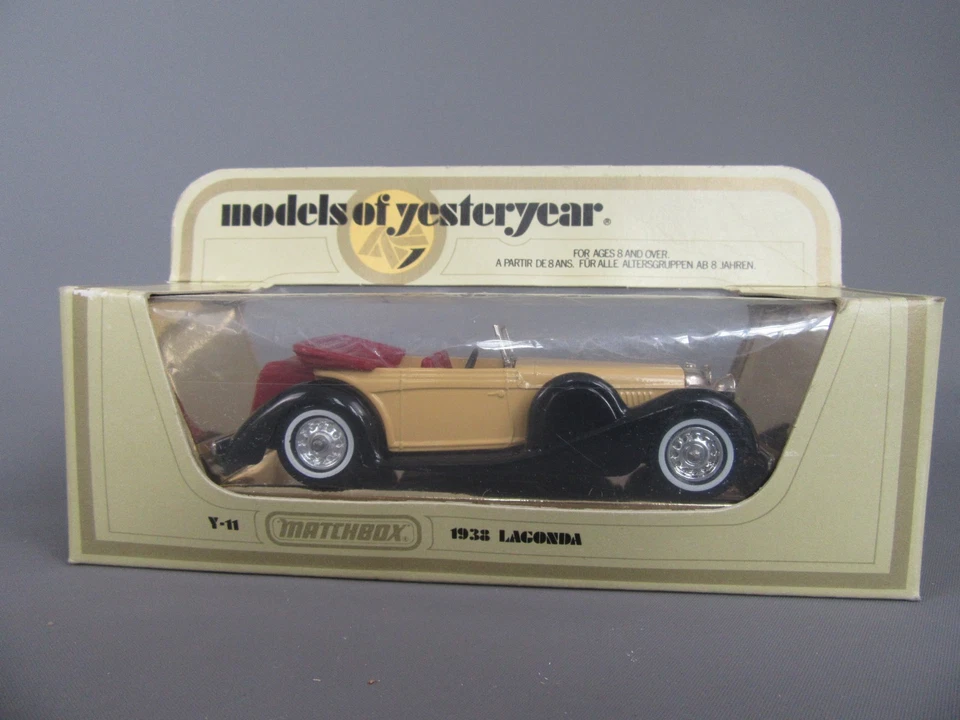 models of yesteryear®
FOR AGES 8 AND OVER.
A PARTIR DE 8 ANS. FÜR ALLE ALTERSGRUPPEN AB 8 JAHREN.
Y-11 MATCHBOX® 1938 LAGONDA